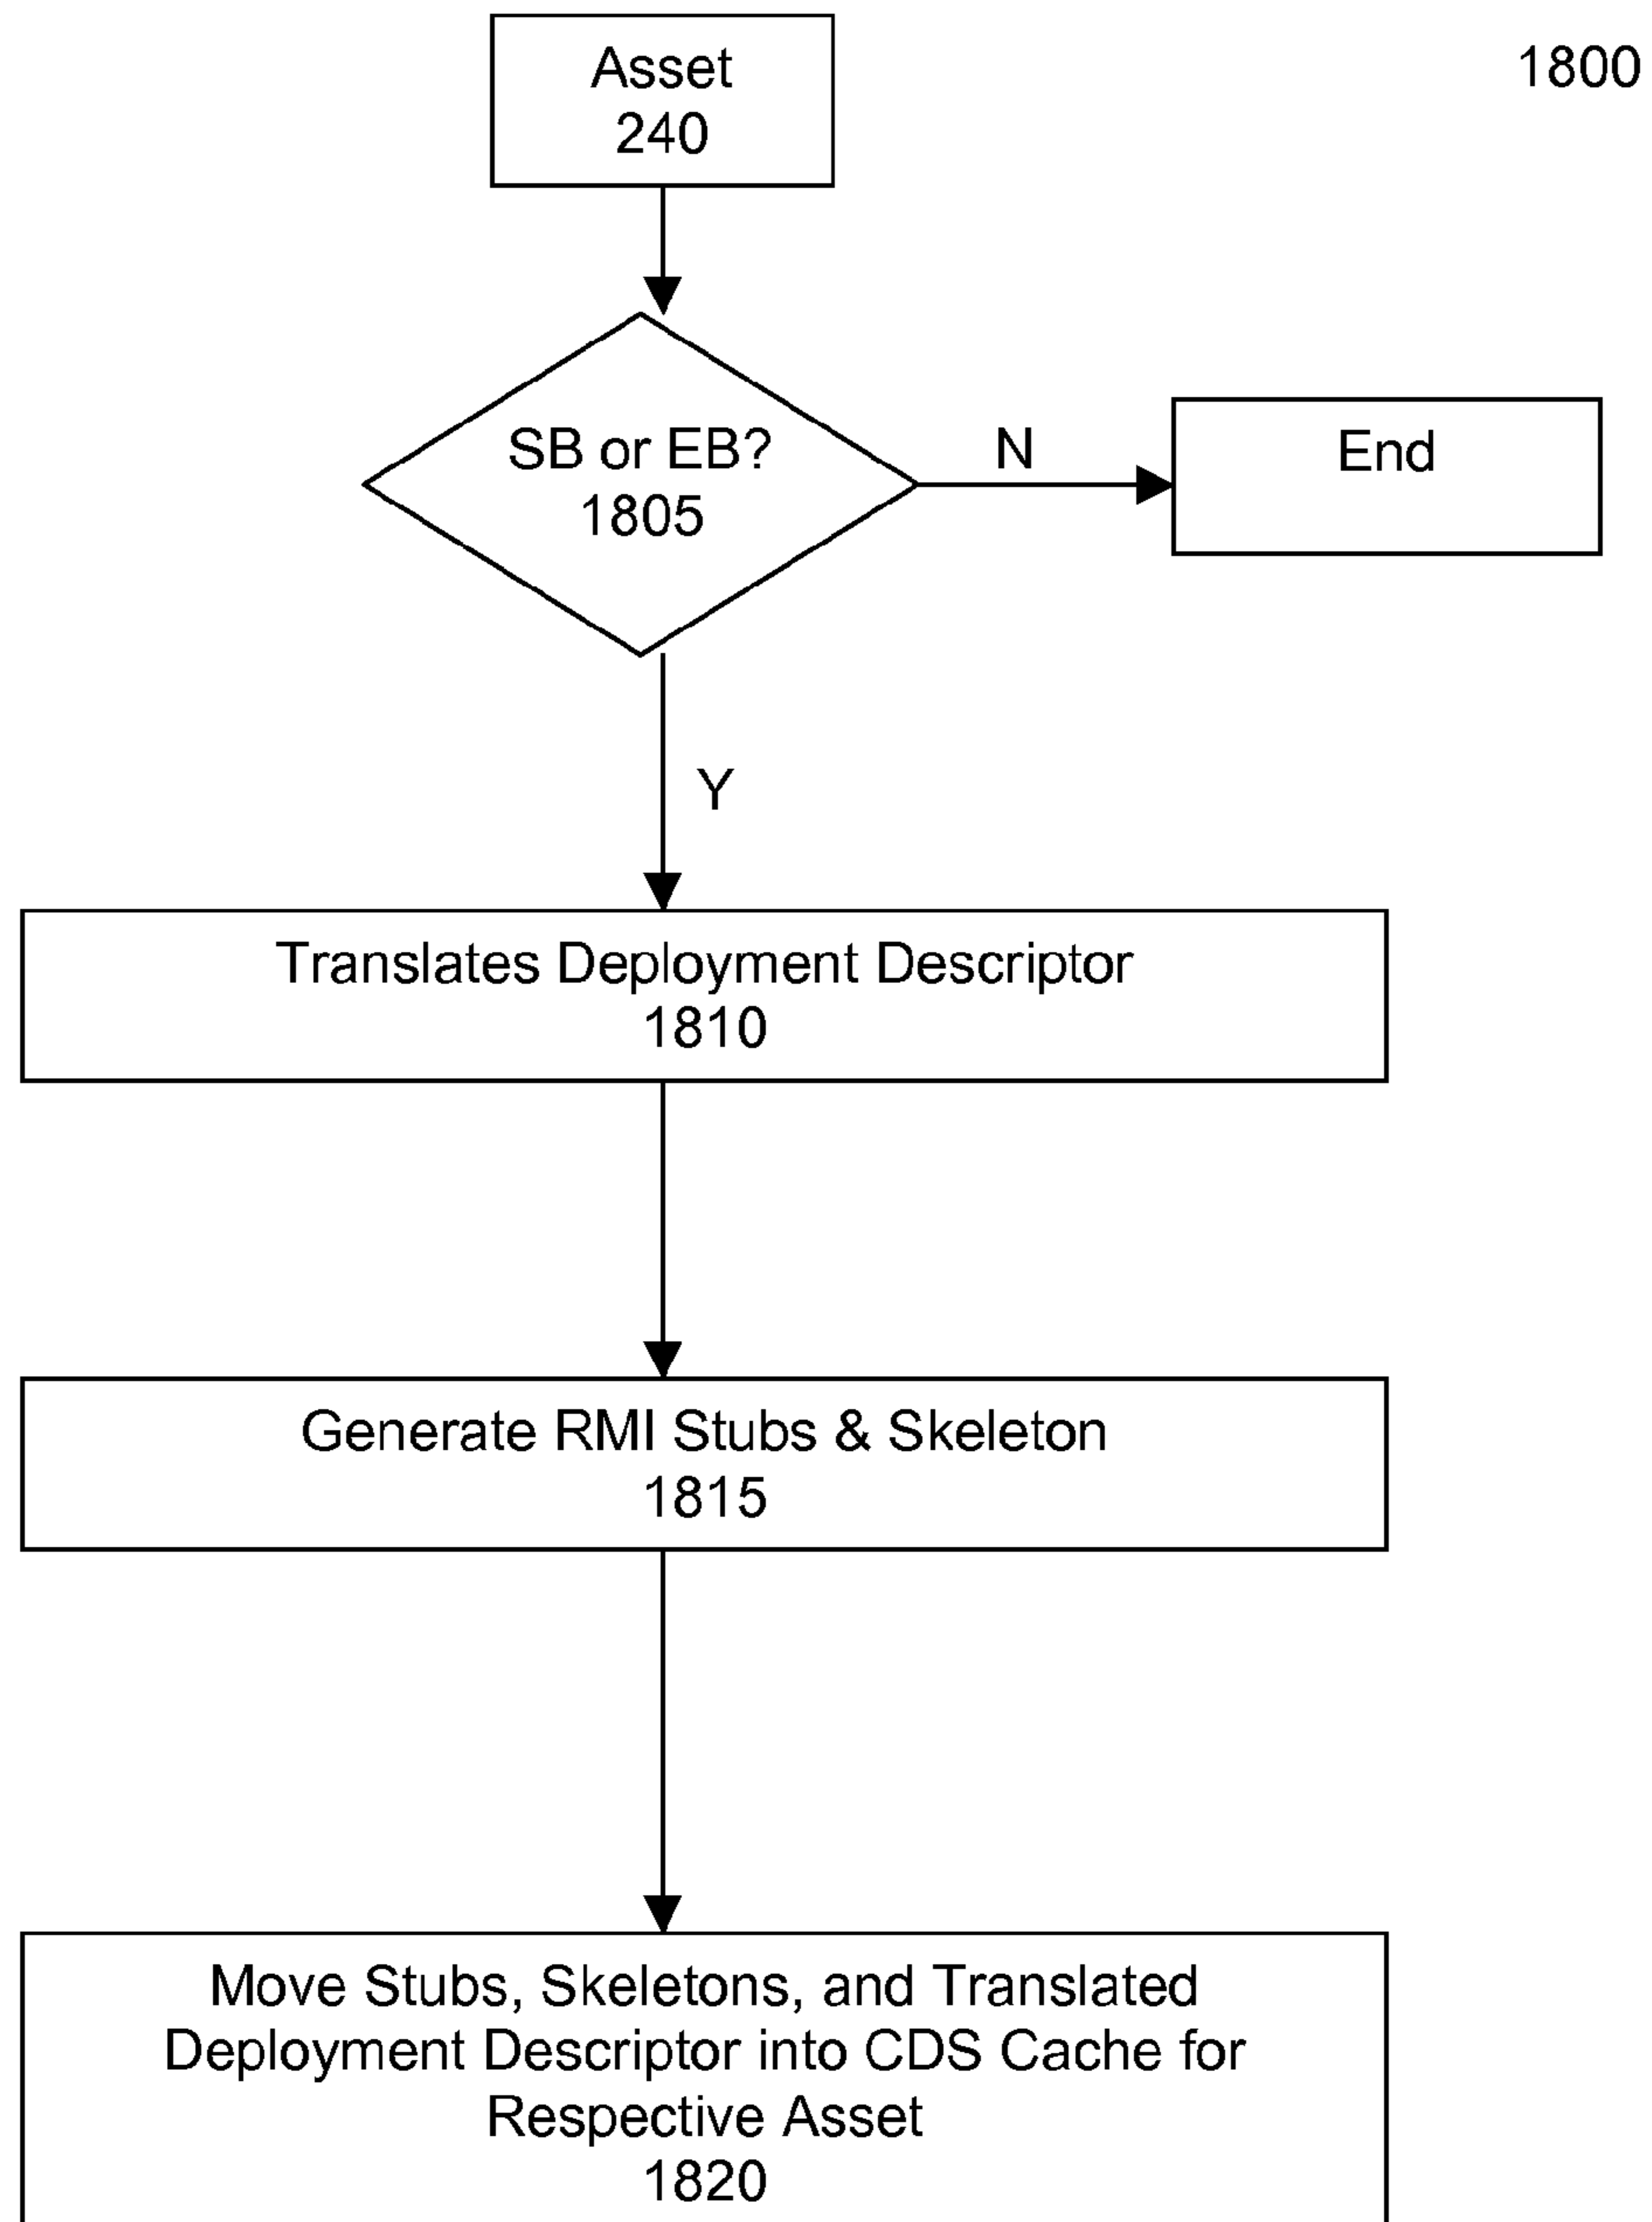 Asset
240
1800
SB or EB?
1805
N
End
Y
Translates Deployment Descriptor
1810
Generate RMI Stubs & Skeleton
1815
Move Stubs, Skeletons, and Translated
Deployment Descriptor into CDS Cache for
Respective Asset
1820